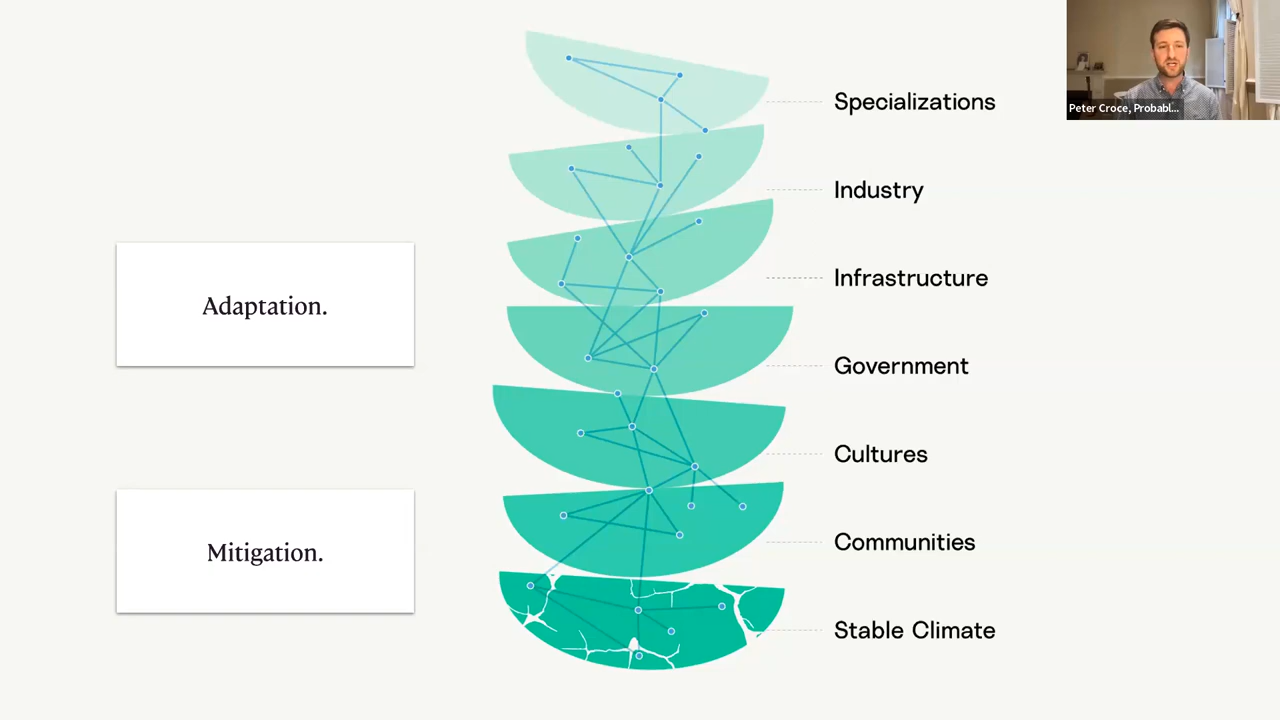 Specializations
Industry
Infrastructure
Government
Cultures
Communities
Stable Climate
Adaptation.
Mitigation.
Peter Croce, Probabl...